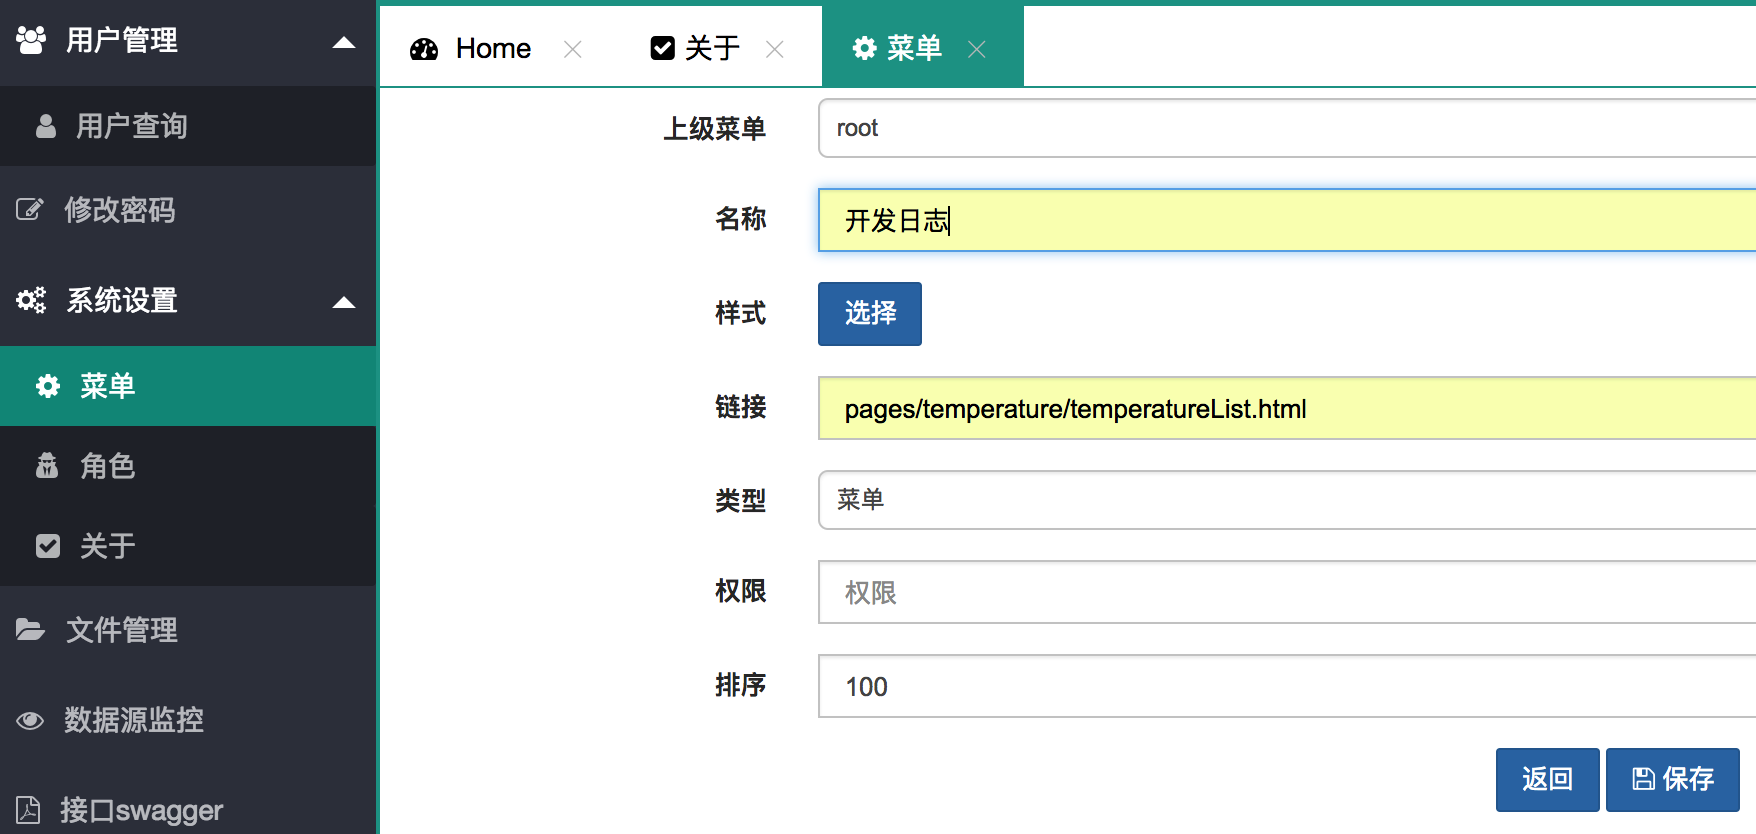 用户管理
用户查询
修改密码
系统设置
菜单
角色
关于
文件管理
数据源监控
接口swagger
Home
关于
菜单
上级菜单 root
名称 开发日志
样式 选择
链接 pages/temperature/temperatureList.html
类型 菜单
权限 权限
排序 100
返回 保存